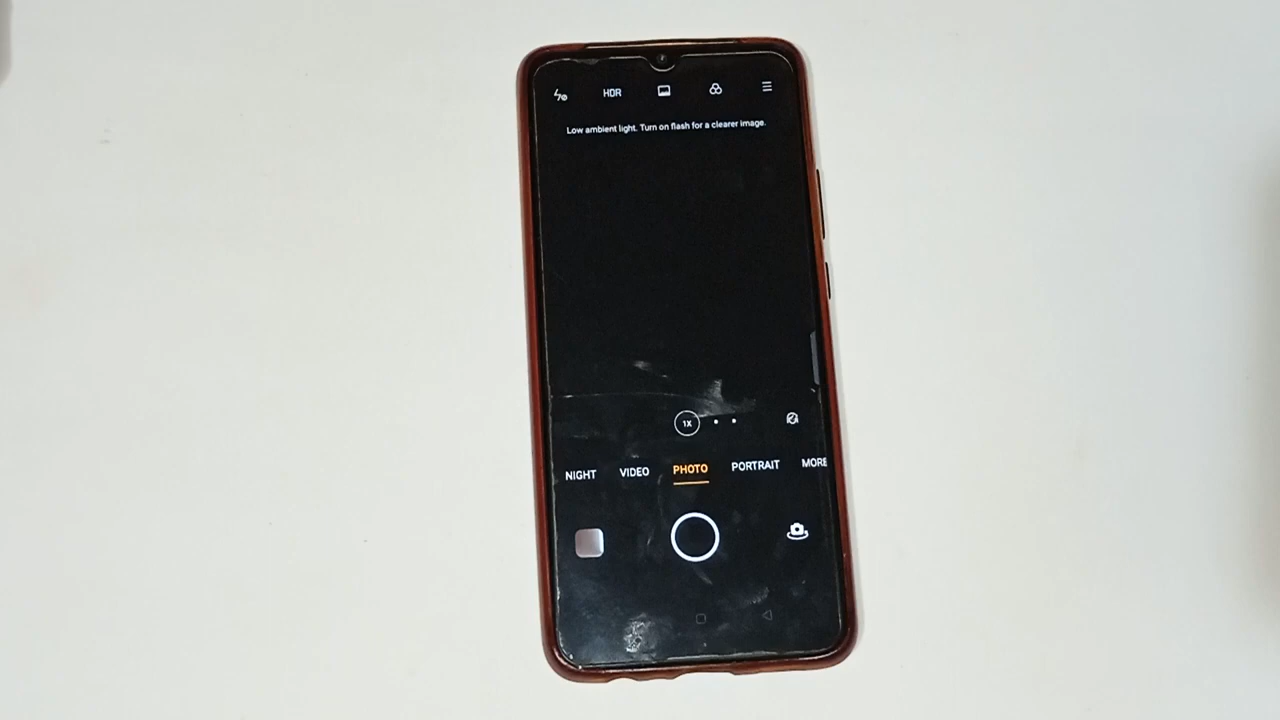 HDR
Low ambient light. Turn on flash for a clearer image.
1X
NIGHT VIDEO PHOTO PORTRAIT MORE